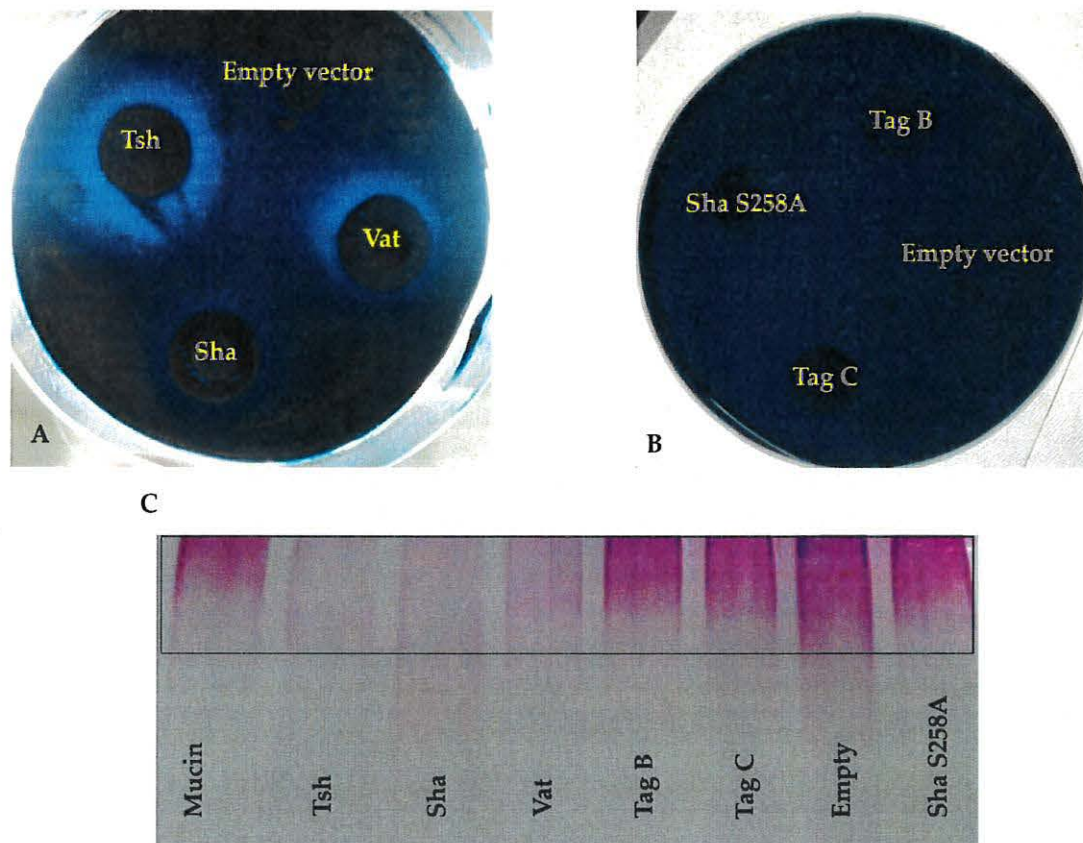 Empty vector
Tsh
Vat
Sha
A
Tag B
Sha S258A
Empty vector
Tag C
B
C
Mucin
Tsh
Sha
Vat
Tag B
Tag C
Empty
Sha S258A